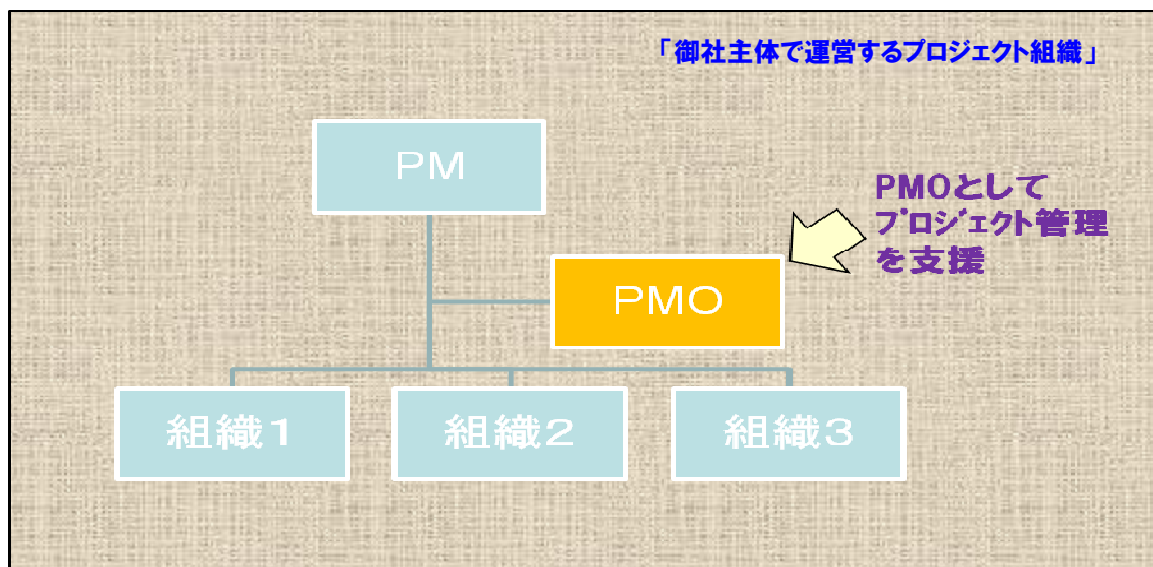 「御社主体で運営するプロジェクト組織」
PM
PMOとして
プロジェクト管理
を支援
PMO
組織1
組織2
組織3